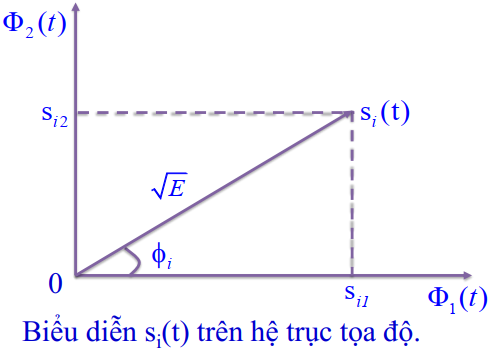 Φ₂(t)
sᵢ₂
sᵢ(t)
√E
ϕᵢ
0
sᵢ₁
Φ₁(t)
Biểu diễn sᵢ(t) trên hệ trục tọa độ.